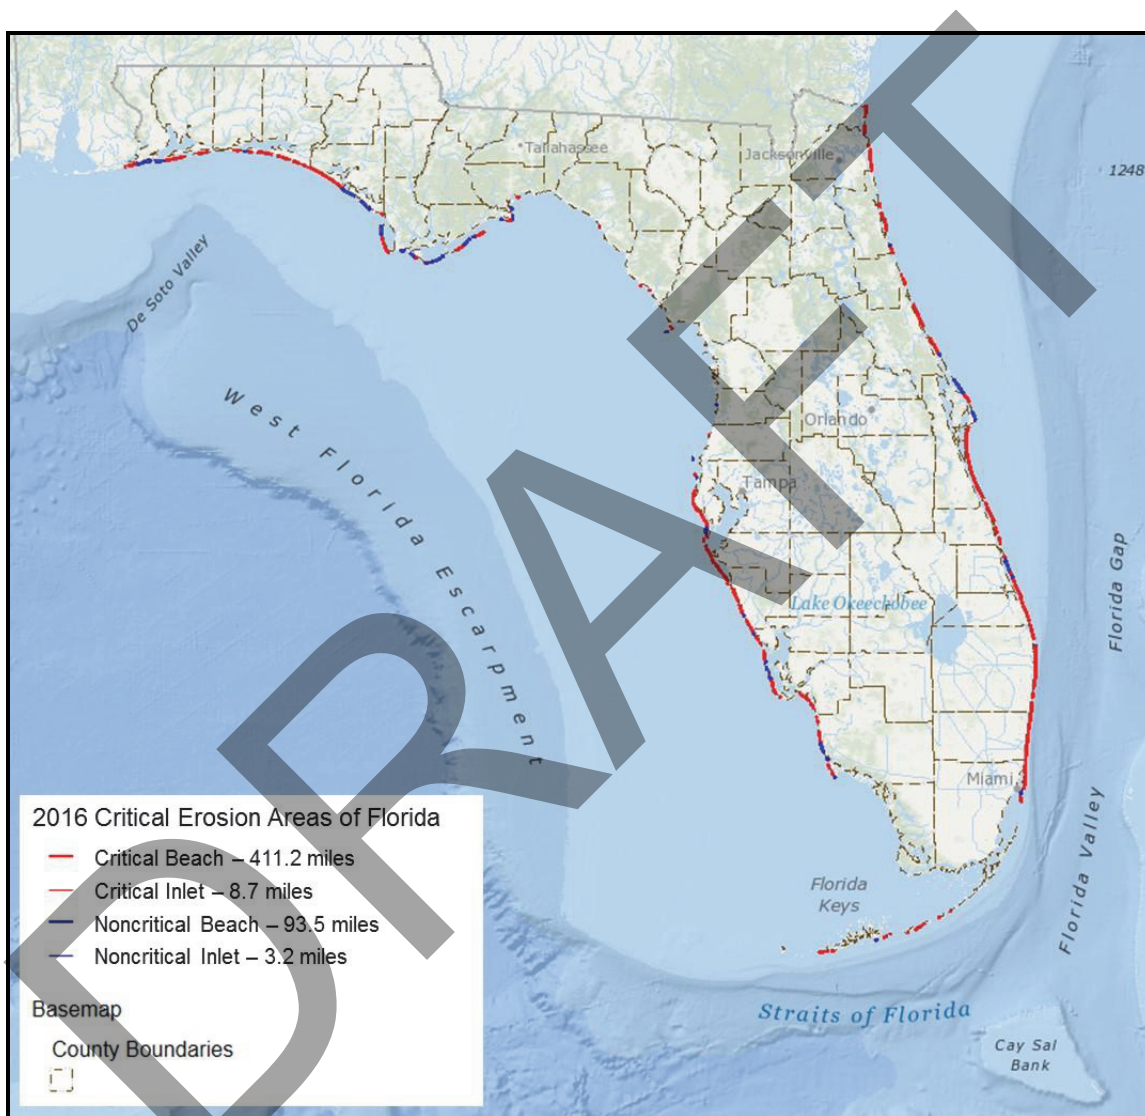 Tallahassee
Jacksonville
1248
De Soto Valley
West Florida Escarpment
Orlando
Tampa
Florida Gap
Lake Okeechobee
Miami
Florida Valley
Florida
Keys
Straits of Florida
Cay Sal
Bank
2016 Critical Erosion Areas of Florida
Critical Beach – 411.2 miles
Critical Inlet – 8.7 miles
Noncritical Beach – 93.5 miles
Noncritical Inlet – 3.2 miles
Basemap
County Boundaries
DRAFT